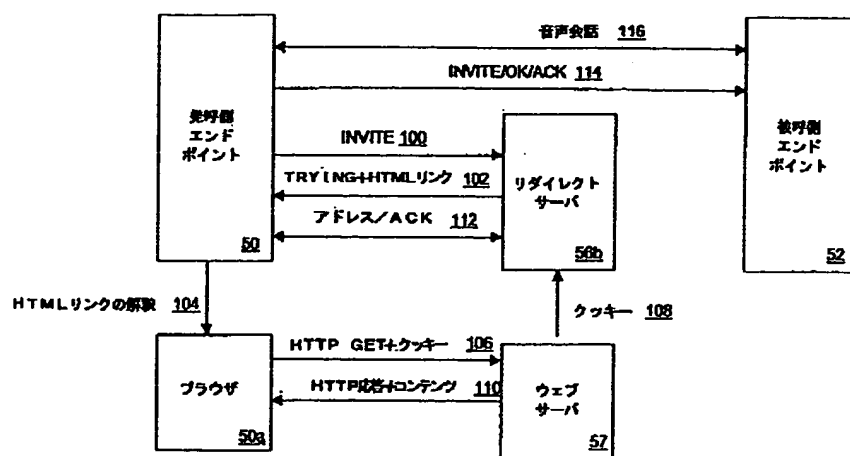 音声会話 116
INVITE/OK/ACK 114
発呼側
エンド
ポイント
50
INVITE 100
TRYING+HTMLリンク 102
アドレス/ACK 112
リダイレクト
サーバ
56b
被呼側
エンド
ポイント
52
HTMLリンクの解釈 104
クッキー 108
HTTP GET+クッキー 106
HTTP応答+コンテンツ 110
ブラウザ
50a
ウェブ
サーバ
57